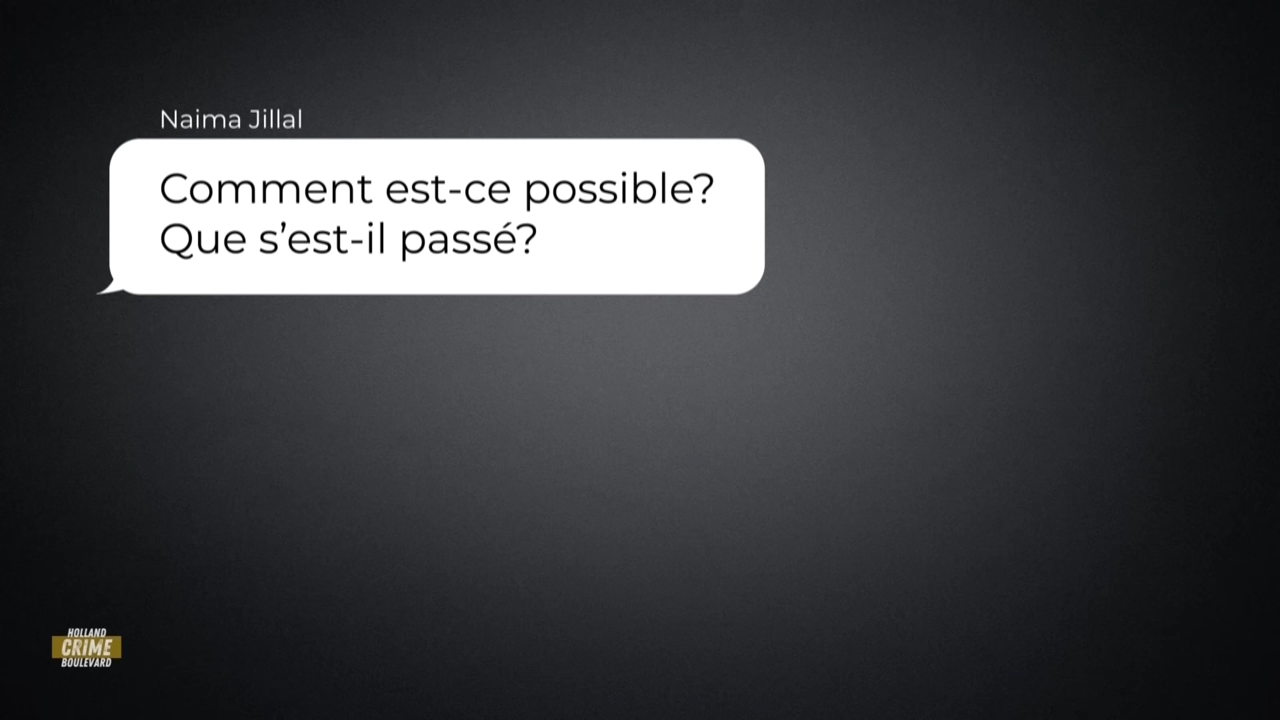 Naima Jillal
Comment est-ce possible?
Que s’est-il passé?
HOLLAND
CRIME
BOULEVARD